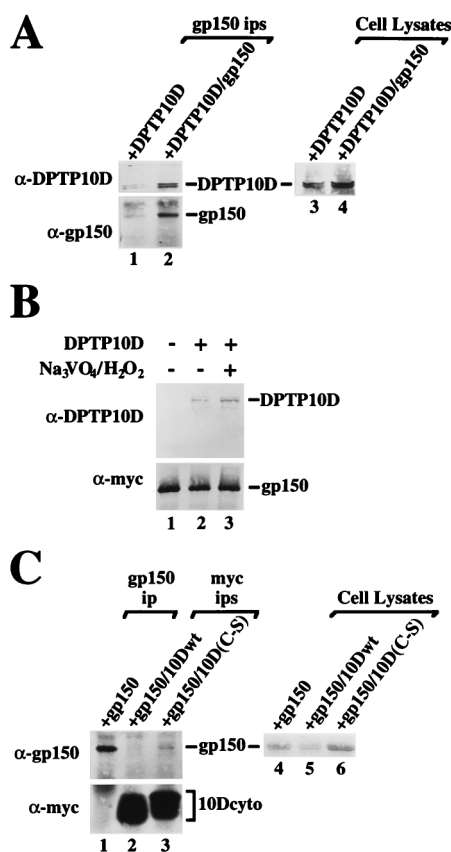 A
gp150 ips
Cell Lysates
+DPTP10D
+DPTP10D/gp150
+DPTP10D
+DPTP10D/gp150
α-DPTP10D
DPTP10D
α-gp150
gp150
1 2 3 4
B
DPTP10D - + +
Na₃VO₄/H₂O₂ - - +
α-DPTP10D
DPTP10D
α-myc
gp150
1 2 3
C
gp150 ip
myc ips
Cell Lysates
+gp150
+gp150/10Dwt
+gp150/10D(C-S)
+gp150
+gp150/10Dwt
+gp150/10D(C-S)
α-gp150
gp150
4 5 6
α-myc
10Dcyto
1 2 3